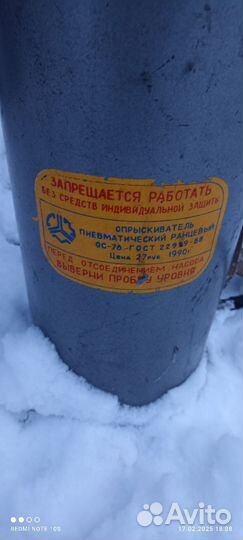 ЗАПРЕЩАЕТСЯ РАБОТАТЬ
БЕЗ СРЕДСТВ ИНДИВИДУАЛЬНОЙ ЗАЩИТЫ
ОПРЫСКИВАТЕЛЬ
ПНЕВМАТИЧЕСКИЙ РАНЦЕВЫЙ
ОС-76 ГОСТ 22999-88
Цена 27руб. 1990г.
ПЕРЕД ОТСОЕДИНЕНИЕМ НАСОСА
ВЫВЕРНИ ПРОБКУ УРОВНЯ
REDMI NOTE 10S
Avito
17.02.2025 18:08